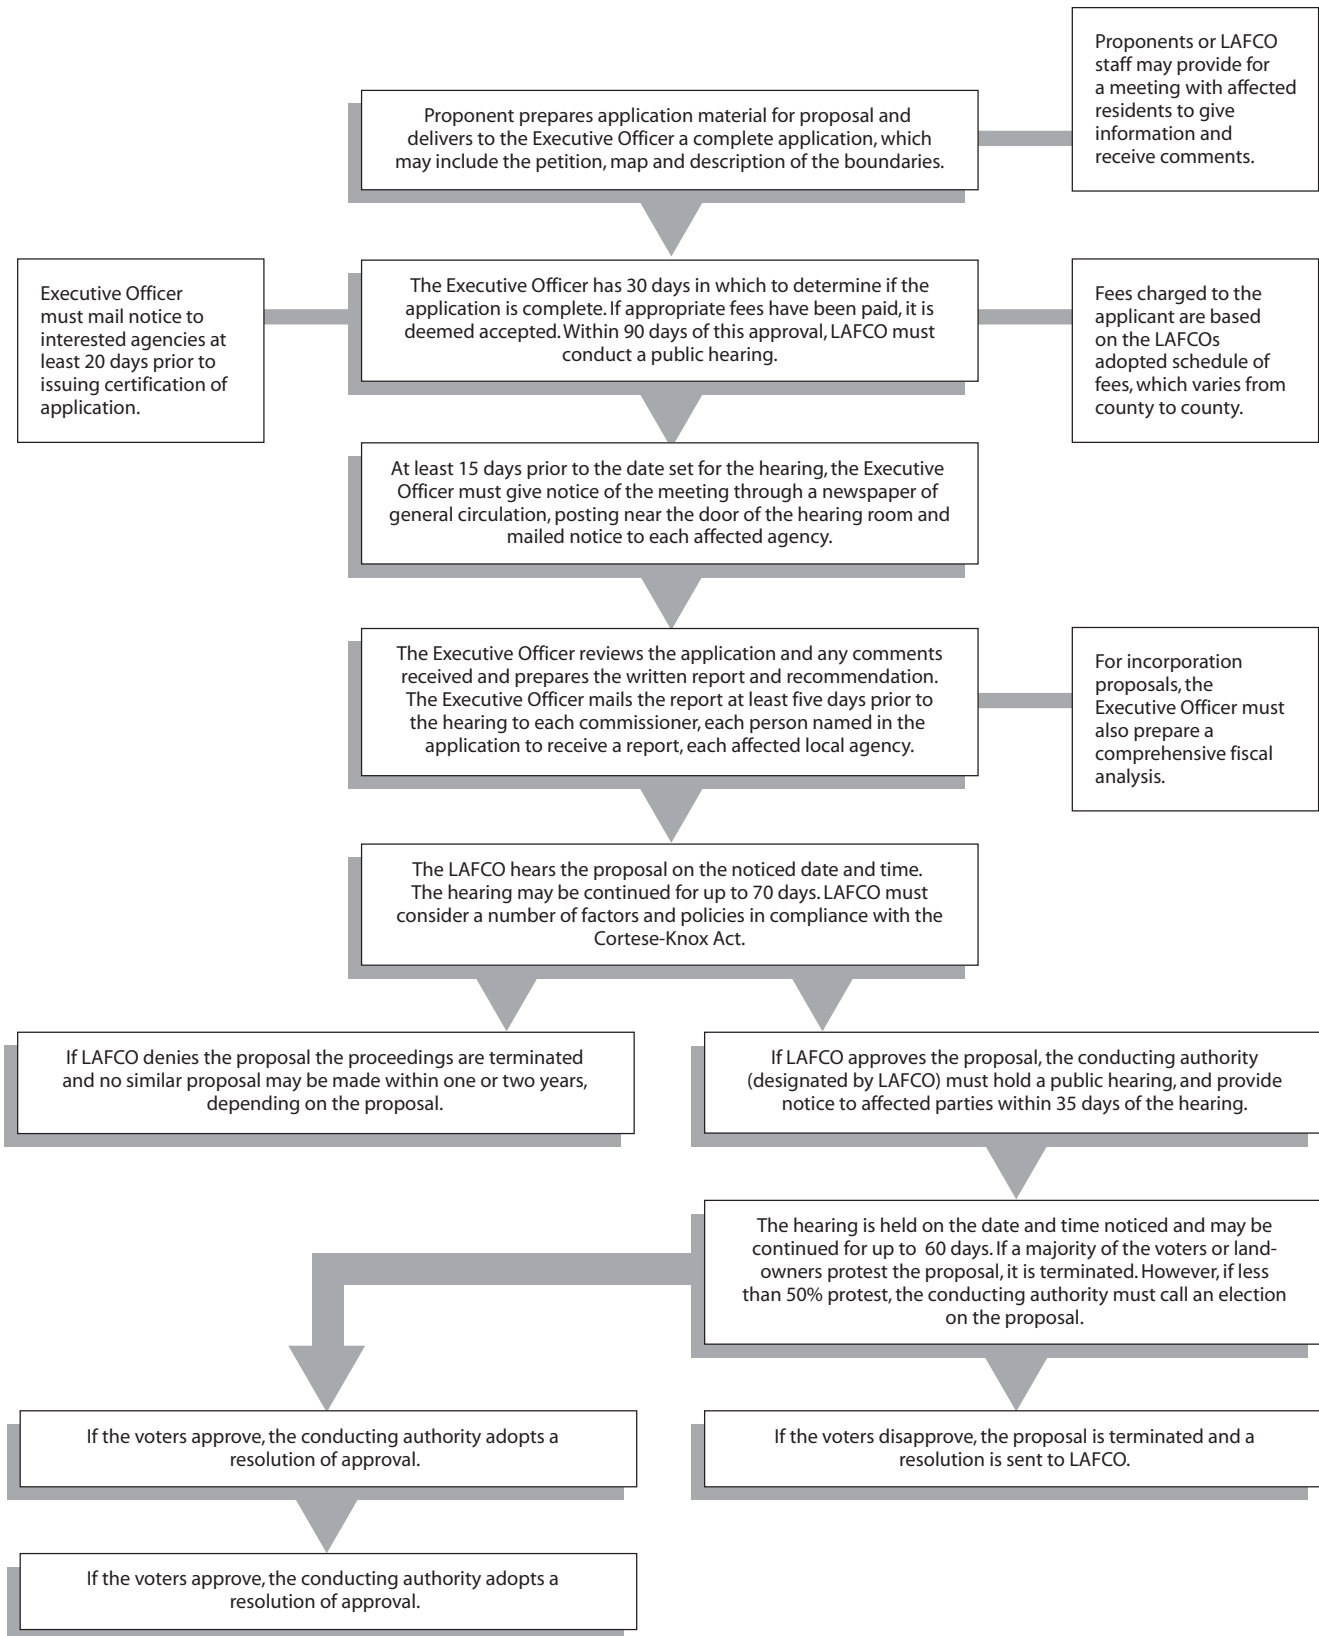 Proponents or LAFCO
staff may provide for
a meeting with affected
residents to give
information and
receive comments.
Proponent prepares application material for proposal and
delivers to the Executive Officer a complete application, which
may include the petition, map and description of the boundaries.
Executive Officer
must mail notice to
interested agencies at
least 20 days prior to
issuing certification of
application.
The Executive Officer has 30 days in which to determine if the
application is complete. If appropriate fees have been paid, it is
deemed accepted. Within 90 days of this approval, LAFCO must
conduct a public hearing.
Fees charged to the
applicant are based
on the LAFCOs
adopted schedule of
fees, which varies from
county to county.
At least 15 days prior to the date set for the hearing, the Executive
Officer must give notice of the meeting through a newspaper of
general circulation, posting near the door of the hearing room and
mailed notice to each affected agency.
The Executive Officer reviews the application and any comments
received and prepares the written report and recommendation.
The Executive Officer mails the report at least five days prior to
the hearing to each commissioner, each person named in the
application to receive a report, each affected local agency.
For incorporation
proposals, the
Executive Officer must
also prepare a
comprehensive fiscal
analysis.
The LAFCO hears the proposal on the noticed date and time.
The hearing may be continued for up to 70 days. LAFCO must
consider a number of factors and policies in compliance with the
Cortese-Knox Act.
If LAFCO denies the proposal the proceedings are terminated
and no similar proposal may be made within one or two years,
depending on the proposal.
If LAFCO approves the proposal, the conducting authority
(designated by LAFCO) must hold a public hearing, and provide
notice to affected parties within 35 days of the hearing.
The hearing is held on the date and time noticed and may be
continued for up to 60 days. If a majority of the voters or land-
owners protest the proposal, it is terminated. However, if less
than 50% protest, the conducting authority must call an election
on the proposal.
If the voters approve, the conducting authority adopts a
resolution of approval.
If the voters disapprove, the proposal is terminated and a
resolution is sent to LAFCO.
If the voters approve, the conducting authority adopts a
resolution of approval.